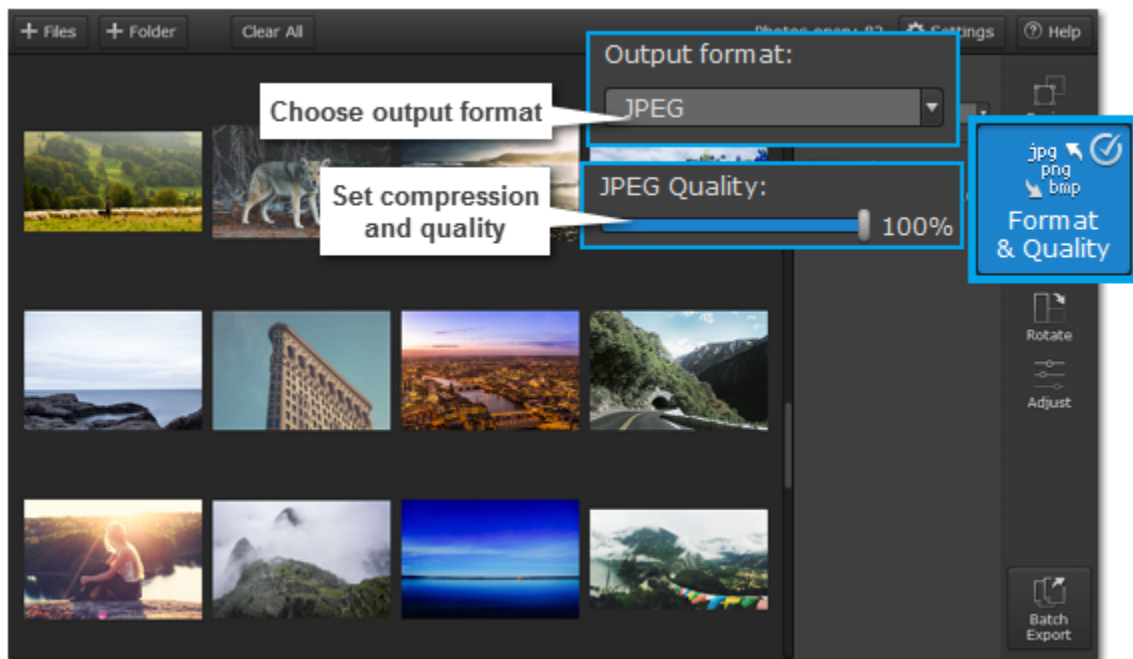 + Files
+ Folder
Clear All
Settings
Help
Output format:
JPEG
Choose output format
JPEG Quality:
100%
Set compression
and quality
jpg
png
bmp
Format
& Quality
Rotate
Adjust
Batch
Export